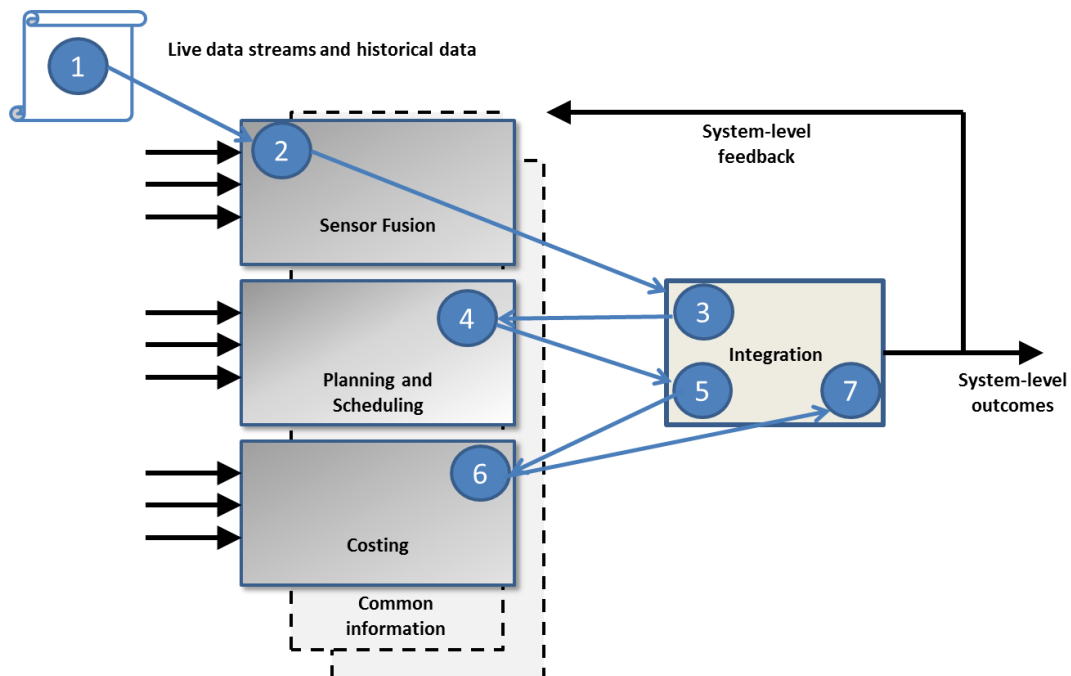 Live data streams and historical data
1
2
Sensor Fusion
System-level
feedback
3
4
Integration
Planning and
Scheduling
5
7
System-level
outcomes
6
Costing
Common
information